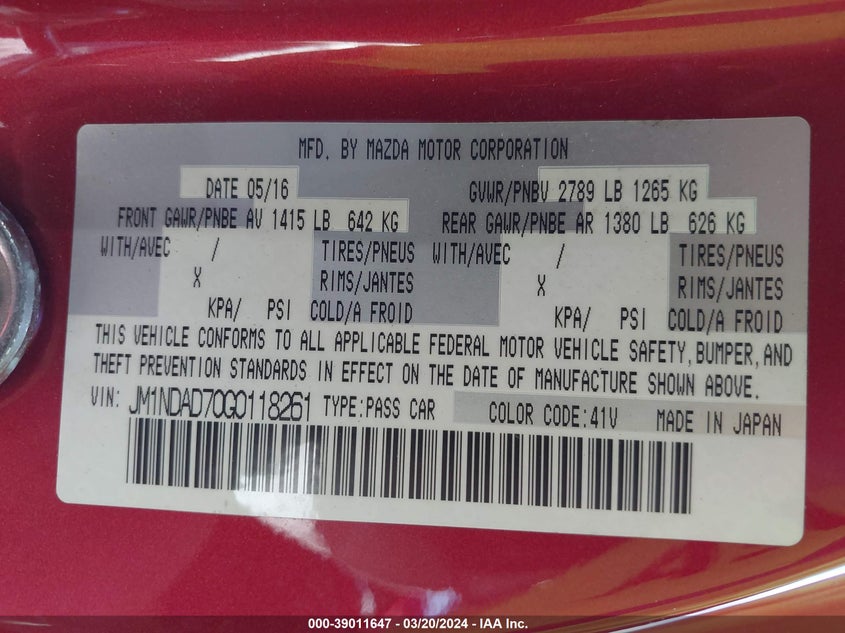 MFD. BY MAZDA MOTOR CORPORATION
DATE 05/16 GVWR/PNBV 2789 LB 1265 KG
FRONT GAWR/PNBE AV 1415 LB 642 KG REAR GAWR/PNBE AR 1380 LB 626 KG
WITH/AVEC / TIRES/PNEUS WITH/AVEC / TIRES/PNEUS
X RIMS/JANTES X RIMS/JANTES
KPA/ PSI COLD/A FROID KPA/ PSI COLD/A FROID
THIS VEHICLE CONFORMS TO ALL APPLICABLE FEDERAL MOTOR VEHICLE SAFETY, BUMPER, AND
THEFT PREVENTION STANDARDS IN EFFECT ON THE DATE OF MANUFACTURE SHOWN ABOVE.
VIN: JM1NDAD70G0118261 TYPE:PASS CAR COLOR CODE:41V MADE IN JAPAN
000-39011647 - 03/20/2024 - IAA Inc.